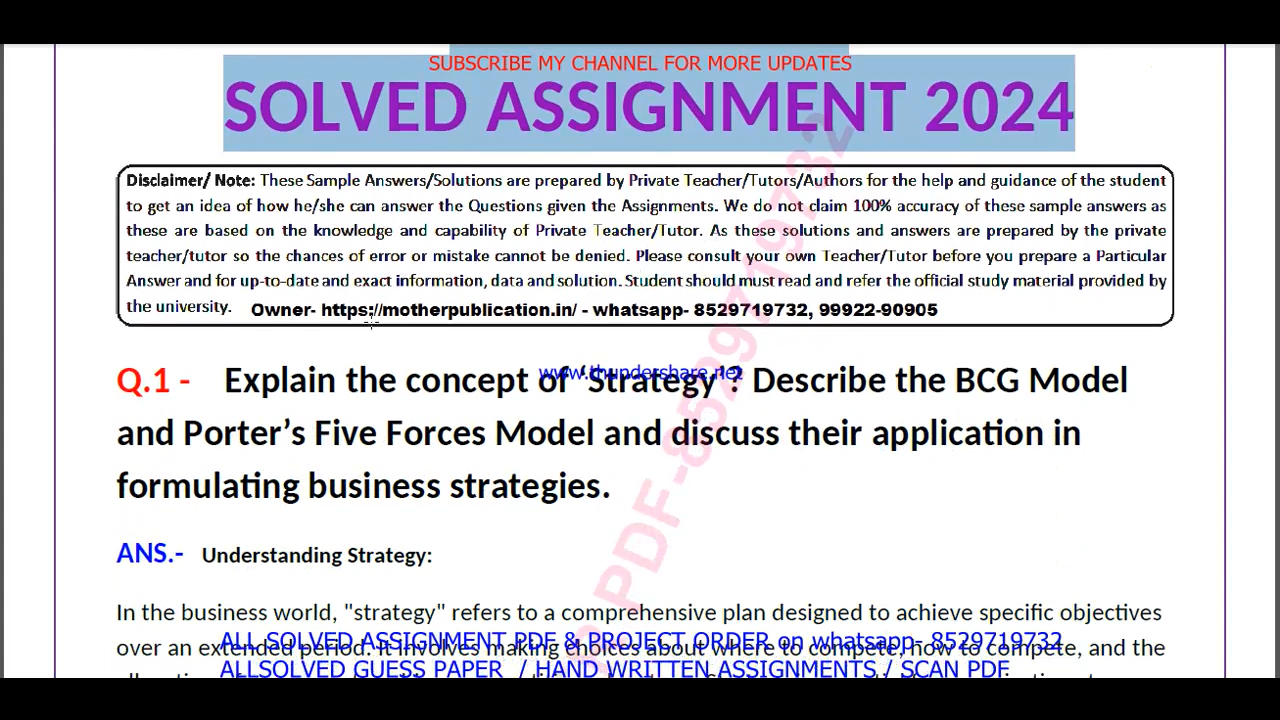 SUBSCRIBE MY CHANNEL FOR MORE UPDATES
SOLVED ASSIGNMENT 2024
Disclaimer/ Note: These Sample Answers/Solutions are prepared by Private Teacher/Tutors/Authors for the help and guidance of the student
to get an idea of how he/she can answer the Questions given the Assignments. We do not claim 100% accuracy of these sample answers as
these are based on the knowledge and capability of Private Teacher/Tutor. As these solutions and answers are prepared by the private
teacher/tutor so the chances of error or mistake cannot be denied. Please consult your own Teacher/Tutor before you prepare a Particular
Answer and for up-to-date and exact information, data and solution. Student should must read and refer the official study material provided by
the university. Owner- https://motherpublication.in/ - whatsapp- 8529719732, 99922-90905
Q.1 - Explain the concept of ‘Strategy’? Describe the BCG Model
www.thundershare.net
and Porter’s Five Forces Model and discuss their application in
formulating business strategies.
PDF-8529719732
ANS.- Understanding Strategy:
In the business world, "strategy" refers to a comprehensive plan designed to achieve specific objectives
over an extended period. It involves making choices about where to compete, how to compete, and the
ALL SOLVED ASSIGNMENT PDF & PROJECT ORDER on whatsapp- 8529719732
ALLSOLVED GUESS PAPER / HAND WRITTEN ASSIGNMENTS / SCAN PDF